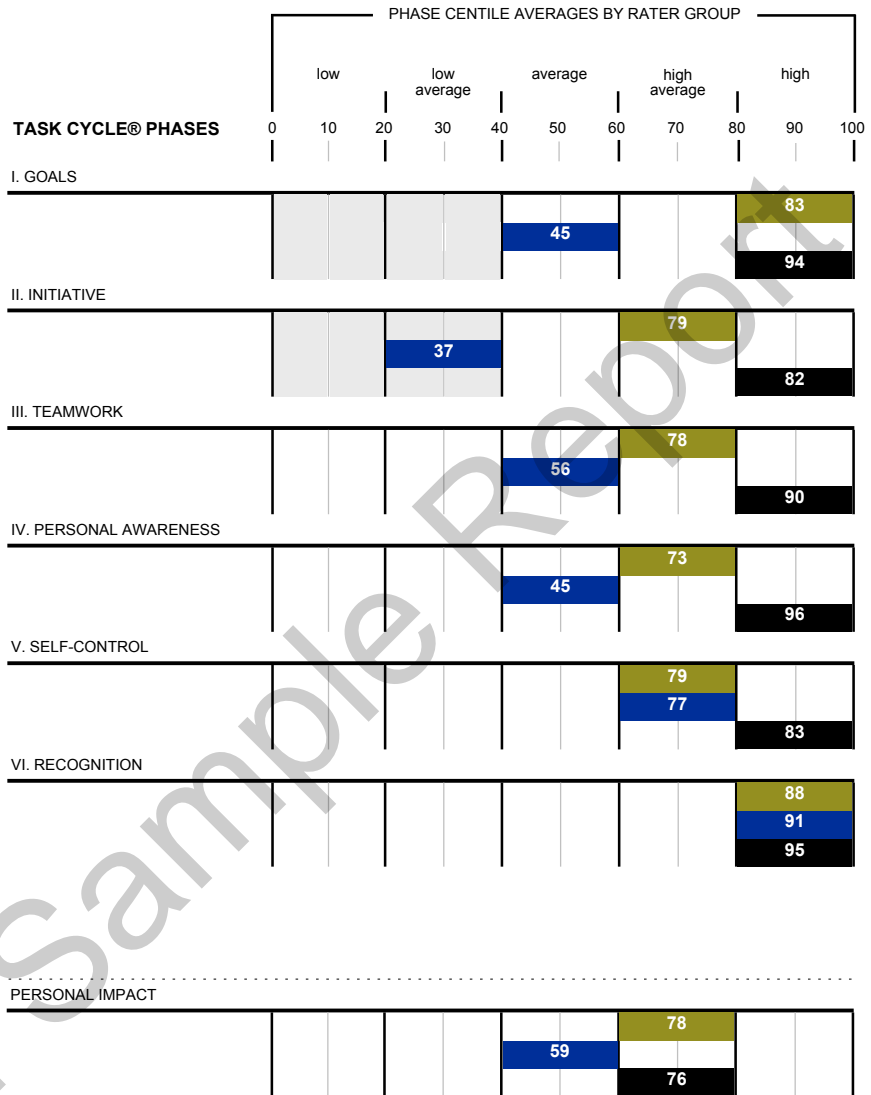 PHASE CENTILE AVERAGES BY RATER GROUP
low low average average high average high
TASK CYCLE® PHASES 0 10 20 30 40 50 60 70 80 90 100
I. GOALS
83
45
94
II. INITIATIVE
79
37
82
III. TEAMWORK
78
56
90
IV. PERSONAL AWARENESS
73
45
96
V. SELF-CONTROL
79
77
83
VI. RECOGNITION
88
91
95
PERSONAL IMPACT
78
59
76
Sample Report